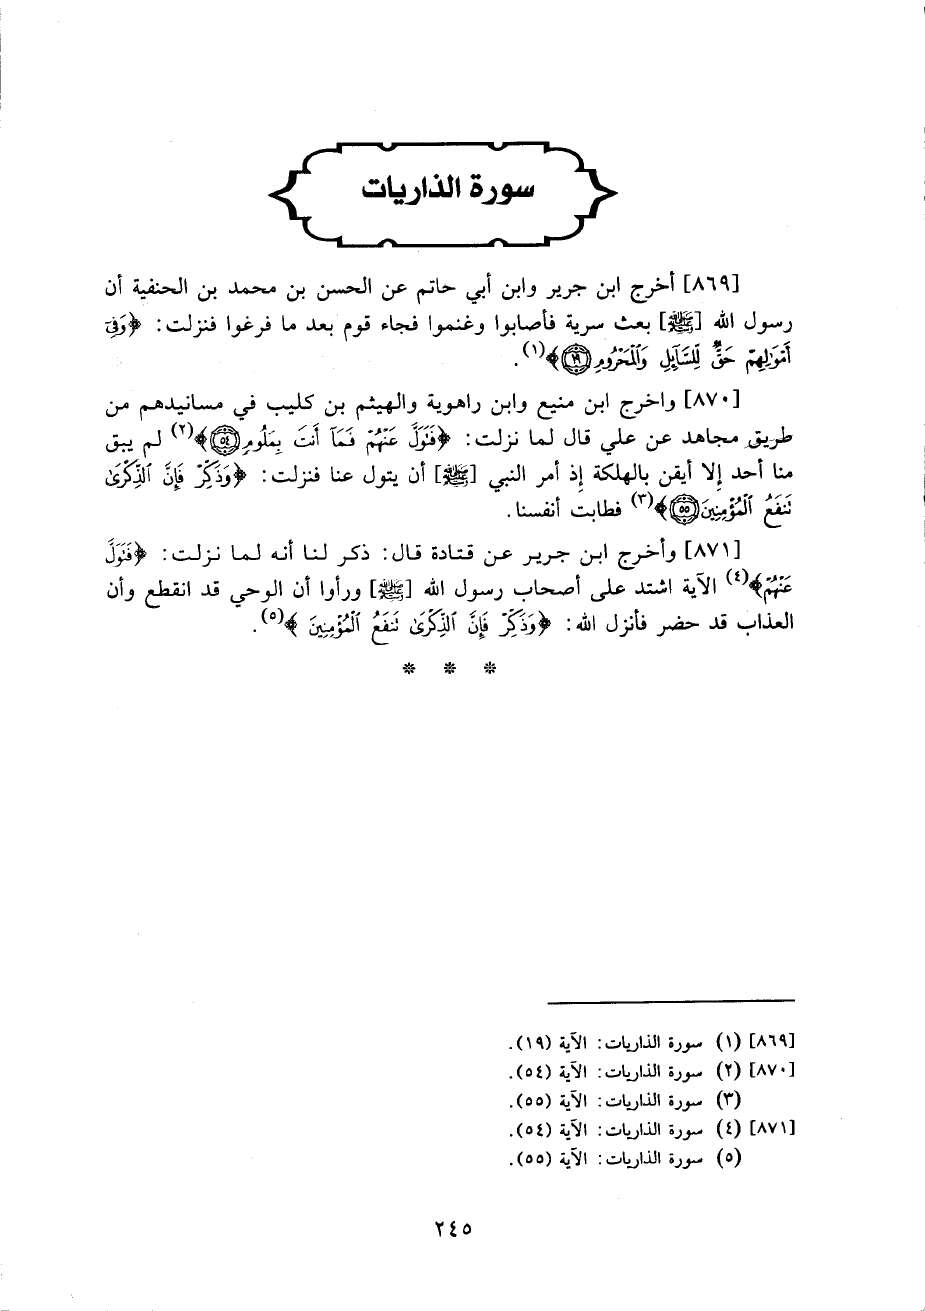 سورة الذاريات
[٨٦٩] أخرج ابن جرير وابن أبي حاتم عن الحسن بن محمد بن الحنفية أن
رسول الله [ﷺ] بعث سرية فأصابوا وغنموا فجاء قوم بعد ما فرغوا فنزلت: ﴿وَفِىٓ
أَمْوَٰلِهِمْ حَقٌّ لِّلسَّآئِلِ وَٱلْمَحْرُومِ ۝١٩﴾(١).
[٨٧٠] واخرج ابن منيع وابن راهوية والهيثم بن كليب في مسانيدهم من
طريق مجاهد عن علي قال لما نزلت: ﴿فَتَوَلَّ عَنْهُمْ فَمَآ أَنتَ بِمَلُومٍ ۝٥٤﴾(٢) لم يبق
منا أحد إلا أيقن بالهلكة إذ أمر النبي [ﷺ] أن يتول عنا فنزلت: ﴿وَذَكِّرْ فَإِنَّ ٱلذِّكْرَىٰ
تَنفَعُ ٱلْمُؤْمِنِينَ ۝٥٥﴾(٣) فطابت أنفسنا.
[٨٧١] وأخرج ابن جرير عن قتادة قال: ذكر لنا أنه لما نزلت: ﴿فَتَوَلَّ
عَنْهُمْ﴾(٤) الآية اشتد على أصحاب رسول الله [ﷺ] ورأوا أن الوحي قد انقطع وأن
العذاب قد حضر فأنزل الله: ﴿وَذَكِّرْ فَإِنَّ ٱلذِّكْرَىٰ تَنفَعُ ٱلْمُؤْمِنِينَ﴾(٥).
* * *
[٨٦٩] (١) سورة الذاريات: الآية (١٩).
[٨٧٠] (٢) سورة الذاريات: الآية (٥٤).
(٣) سورة الذاريات: الآية (٥٥).
[٨٧١] (٤) سورة الذاريات: الآية (٥٤).
(٥) سورة الذاريات: الآية (٥٥).
٢٤٥